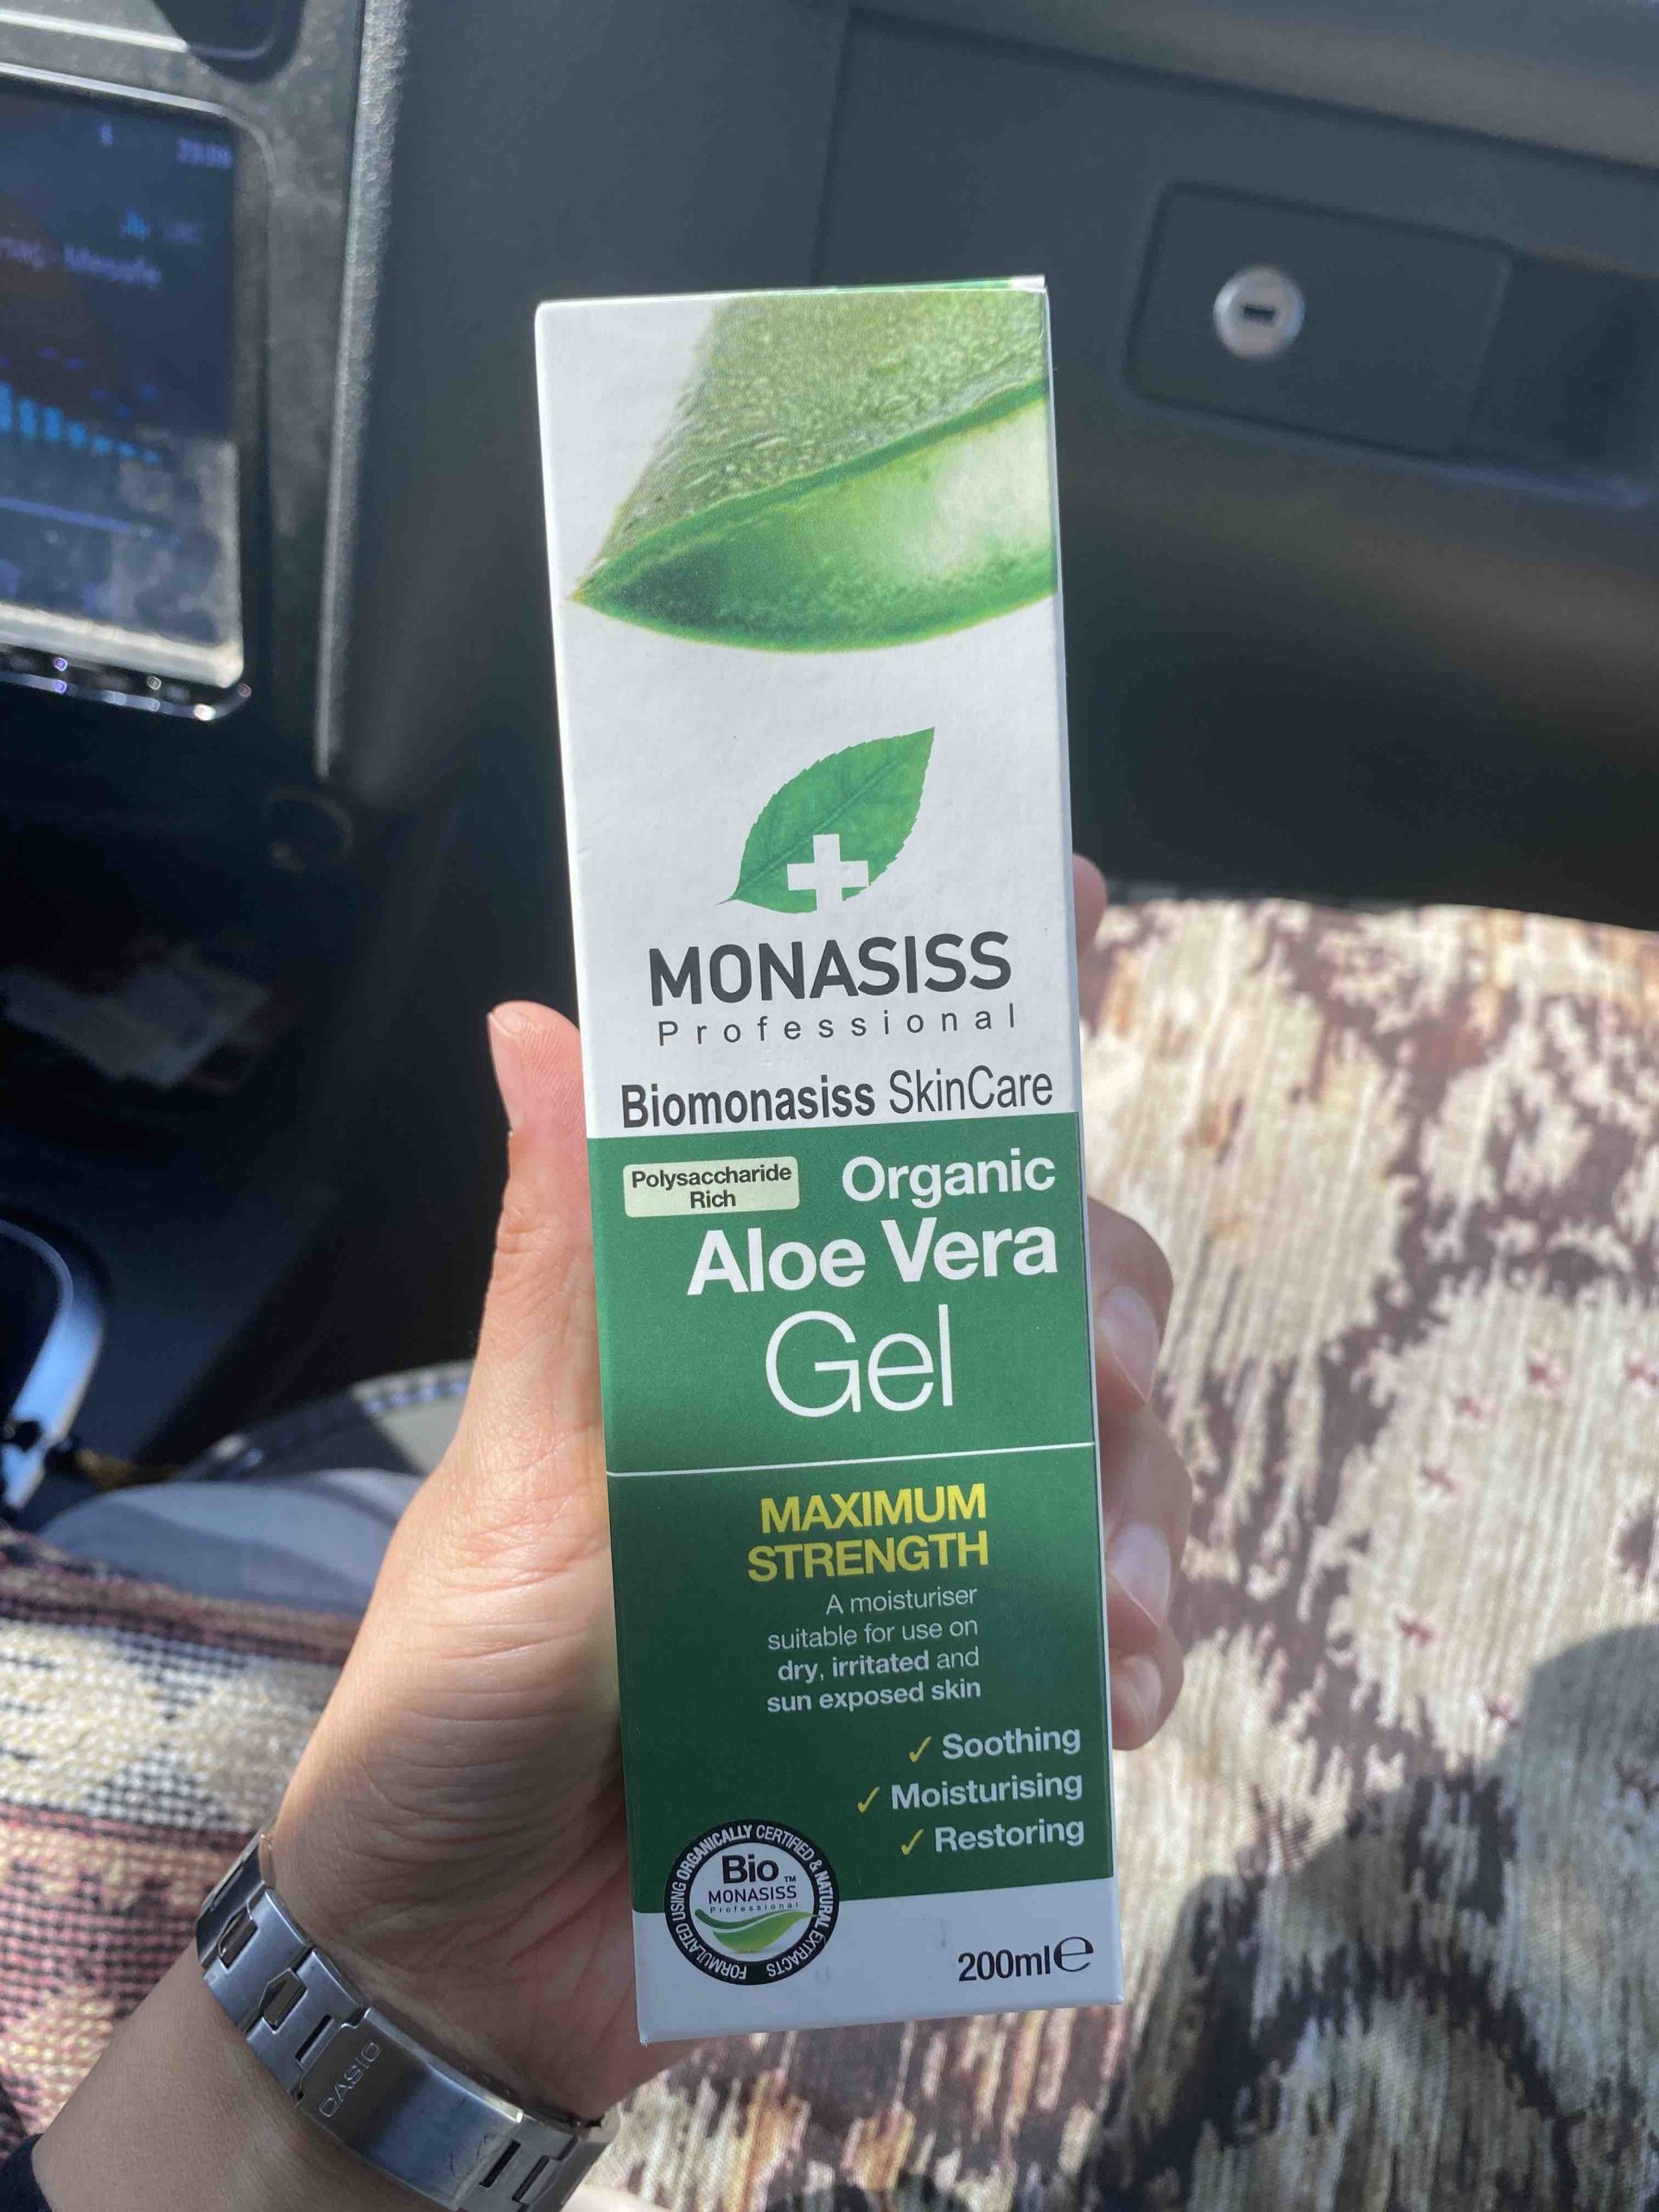 MONASISS
Professional
Biomonasiss SkinCare
Polysaccharide
Rich
Organic
Aloe Vera
Gel
MAXIMUM
STRENGTH
A moisturiser
suitable for use on
dry, irritated and
sun exposed skin
✓ Soothing
✓ Moisturising
✓ Restoring
FORMULATED USING ORGANICALLY CERTIFIED & NATURAL EXTRACTS
Bio ™
MONASISS
Professional
200ml℮
CASIO